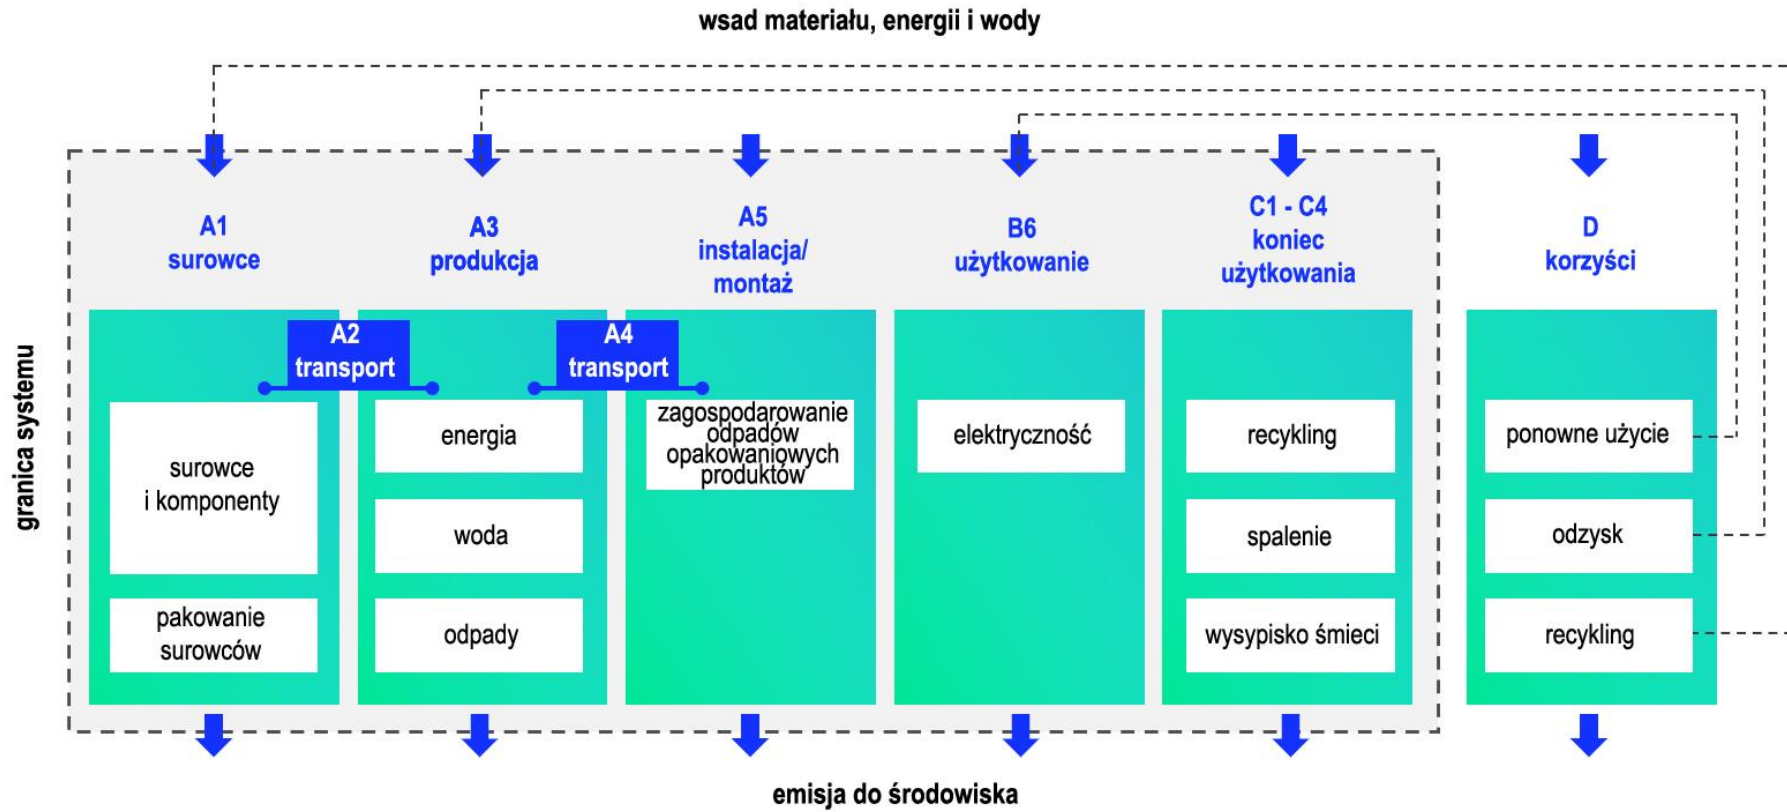 wsad materiału, energii i wody
granica systemu
A1
surowce
A3
produkcja
A5
instalacja/
montaż
B6
użytkowanie
C1 - C4
koniec
użytkowania
D
korzyści
A2
transport
A4
transport
surowce
i komponenty
pakowanie
surowców
energia
woda
odpady
zagospodarowanie
odpadów
opakowaniowych
produktów
elektryczność
recykling
spalenie
wysypisko śmieci
ponowne użycie
odzysk
recykling
emisja do środowiska